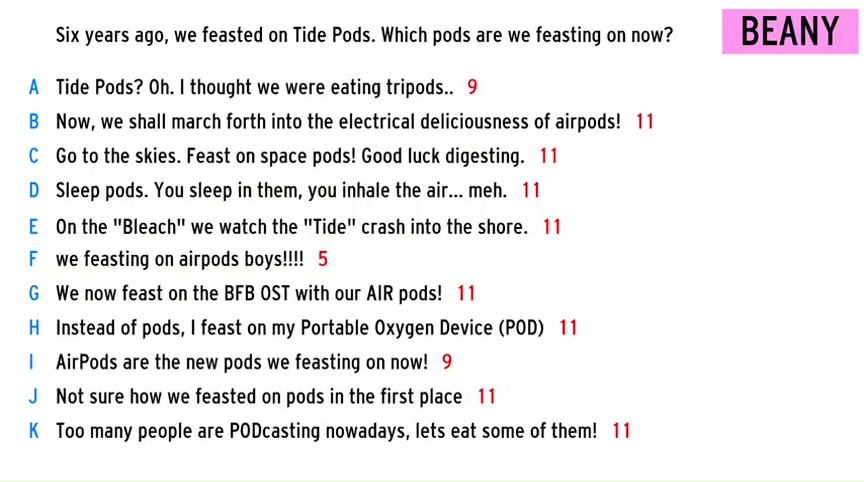 Six years ago, we feasted on Tide Pods. Which pods are we feasting on now?
BEANY
A Tide Pods? Oh. I thought we were eating tripods.. 9
B Now, we shall march forth into the electrical deliciousness of airpods! 11
C Go to the skies. Feast on space pods! Good luck digesting. 11
D Sleep pods. You sleep in them, you inhale the air... meh. 11
E On the "Bleach" we watch the "Tide" crash into the shore. 11
F we feasting on airpods boys!!!! 5
G We now feast on the BFB OST with our AIR pods! 11
H Instead of pods, I feast on my Portable Oxygen Device (POD) 11
I AirPods are the new pods we feasting on now! 9
J Not sure how we feasted on pods in the first place 11
K Too many people are PODcasting nowadays, lets eat some of them! 11